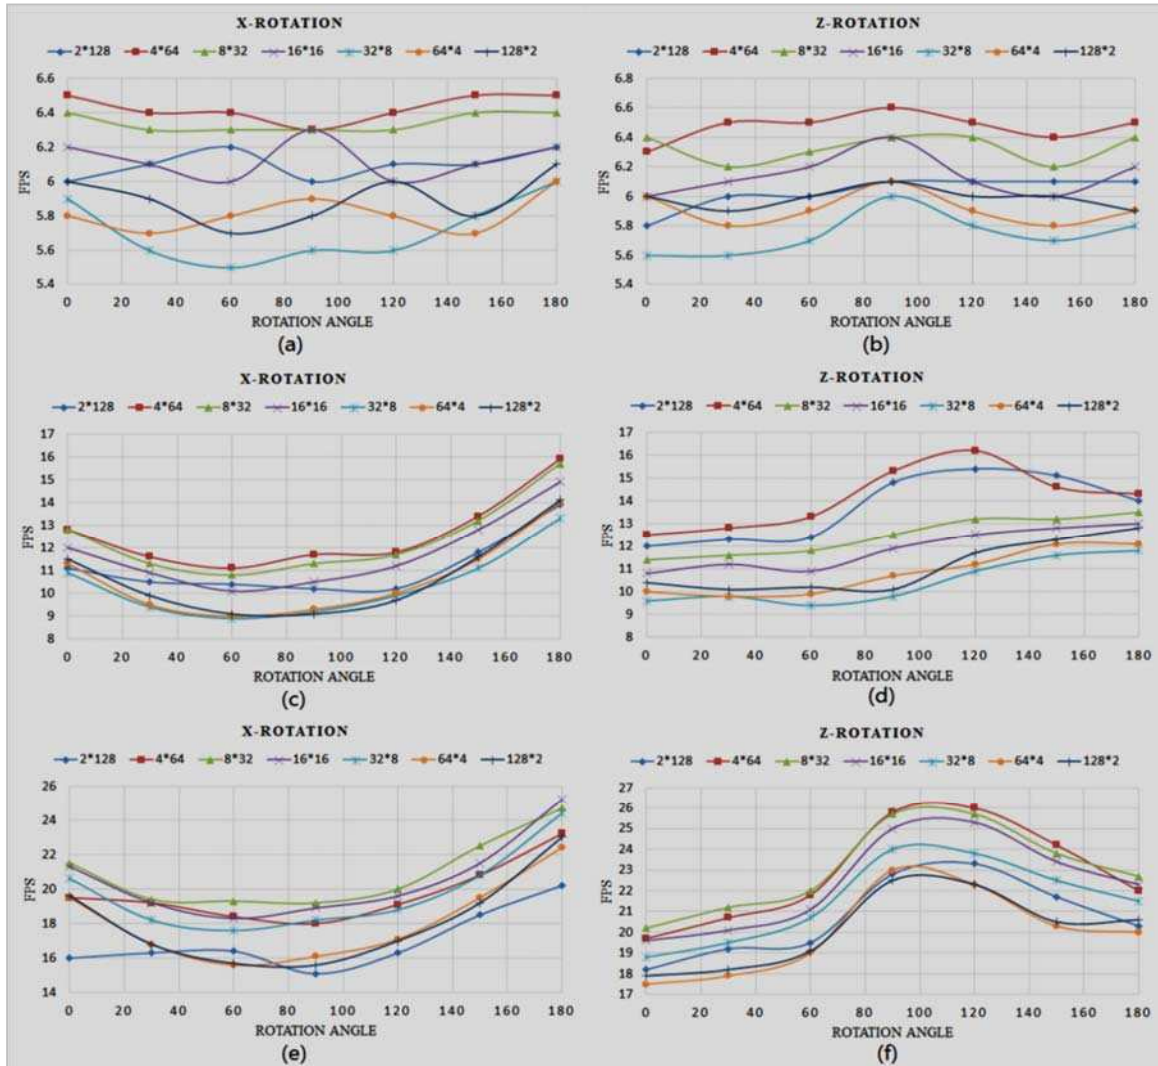 X-ROTATION
2*128 4*64 8*32 16*16 32*8 64*4 128*2
6.6
6.4
6.2
6
5.8
5.6
5.4
FPS
0 20 40 60 80 100 120 140 160 180
ROTATION ANGLE
(a)
Z-ROTATION
2*128 4*64 8*32 16*16 32*8 64*4 128*2
6.8
6.6
6.4
6.2
6
5.8
5.6
5.4
FPS
0 20 40 60 80 100 120 140 160 180
ROTATION ANGLE
(b)
X-ROTATION
2*128 4*64 8*32 16*16 32*8 64*4 128*2
17
16
15
14
13
12
11
10
9
8
FPS
0 20 40 60 80 100 120 140 160 180
ROTATION ANGLE
(c)
Z-ROTATION
2*128 4*64 8*32 16*16 32*8 64*4 128*2
17
16
15
14
13
12
11
10
9
8
FPS
0 20 40 60 80 100 120 140 160 180
ROTATION ANGLE
(d)
X-ROTATION
2*128 4*64 8*32 16*16 32*8 64*4 128*2
26
24
22
20
18
16
14
FPS
0 20 40 60 80 100 120 140 160 180
ROTATION ANGLE
(e)
Z-ROTATION
2*128 4*64 8*32 16*16 32*8 64*4 128*2
27
26
25
24
23
22
21
20
19
18
17
FPS
0 20 40 60 80 100 120 140 160 180
ROTATION ANGLE
(f)